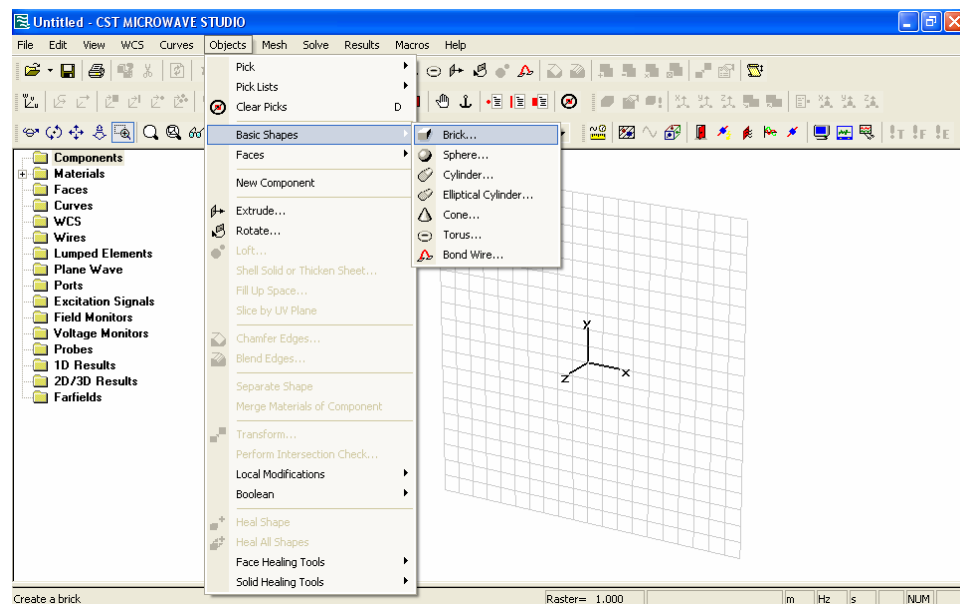 Untitled - CST MICROWAVE STUDIO
File Edit View WCS Curves Objects Mesh Solve Results Macros Help
Pick
Pick Lists
Clear Picks D
Basic Shapes
Faces
New Component
Extrude...
Rotate...
Loft...
Shell Solid or Thicken Sheet...
Fill Up Space...
Slice by UV Plane
Chamfer Edges...
Blend Edges...
Separate Shape
Merge Materials of Component
Transform...
Perform Intersection Check...
Local Modifications
Boolean
Heal Shape
Heal All Shapes
Face Healing Tools
Solid Healing Tools
Brick...
Sphere...
Cylinder...
Elliptical Cylinder...
Cone...
Torus...
Bond Wire...
Components
Materials
Faces
Curves
WCS
Wires
Lumped Elements
Plane Wave
Ports
Excitation Signals
Field Monitors
Voltage Monitors
Probes
1D Results
2D/3D Results
Farfields
y
x
z
Create a brick
Raster= 1.000
m Hz s NUM